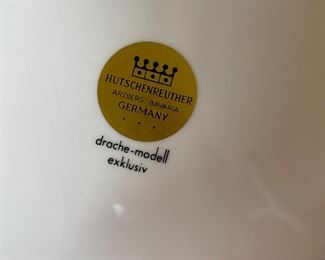 HUTSCHENREUTHER
ARZBERG - BAVARIA
GERMANY
drache-modell
exklusiv